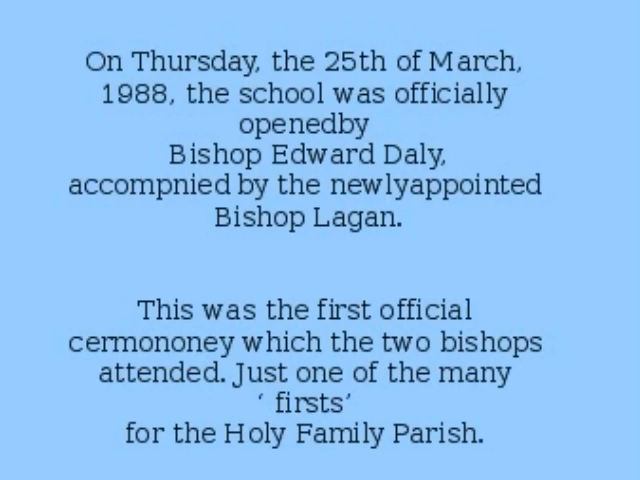 On Thursday, the 25th of March,
1988, the school was officially
openedby
Bishop Edward Daly,
accompnied by the newlyappointed
Bishop Lagan.
This was the first official
cermononey which the two bishops
attended. Just one of the many
‘ firsts’
for the Holy Family Parish.